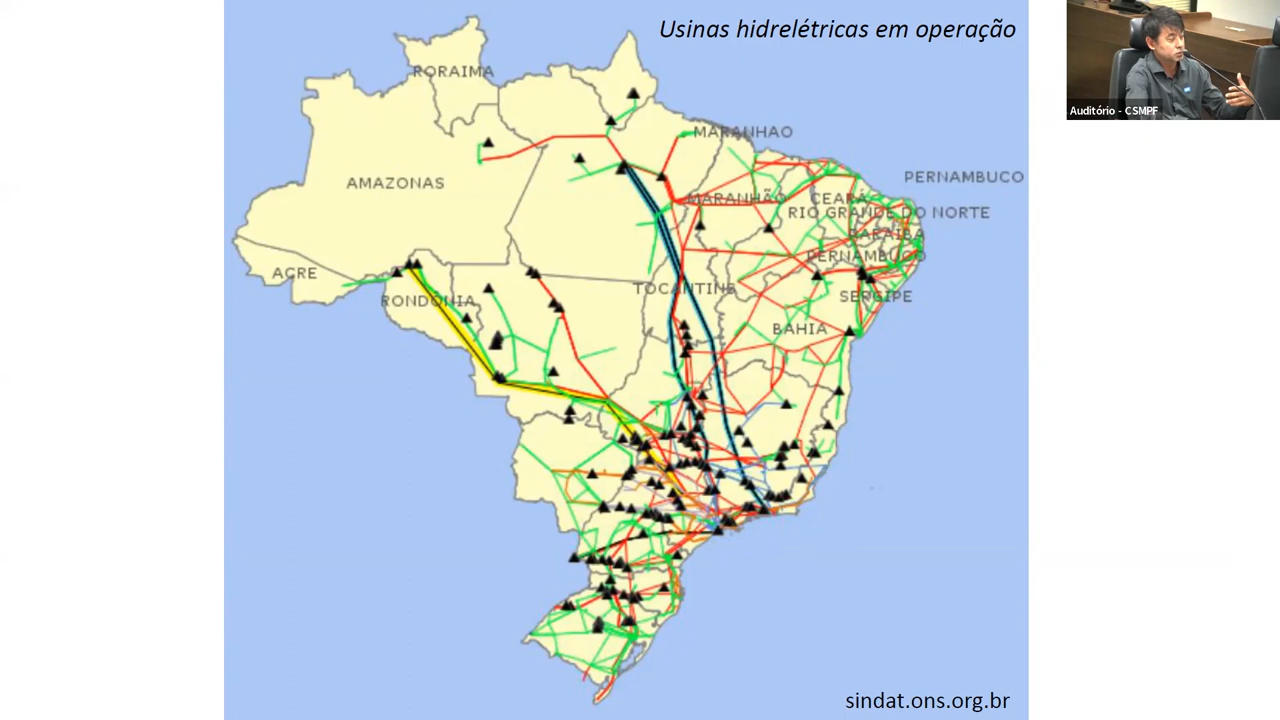 Usinas hidrelétricas em operação
Auditório - CSMPF
RORAIMA
MARANHAO
AMAZONAS
PERNAMBUCO
MARANHÃO
CEARÁ
RIO GRANDE DO NORTE
PARAÍBA
PERNAMBUCO
ACRE
TOCANTINS
SERGIPE
RONDÔNIA
BAHIA
sindat.ons.org.br